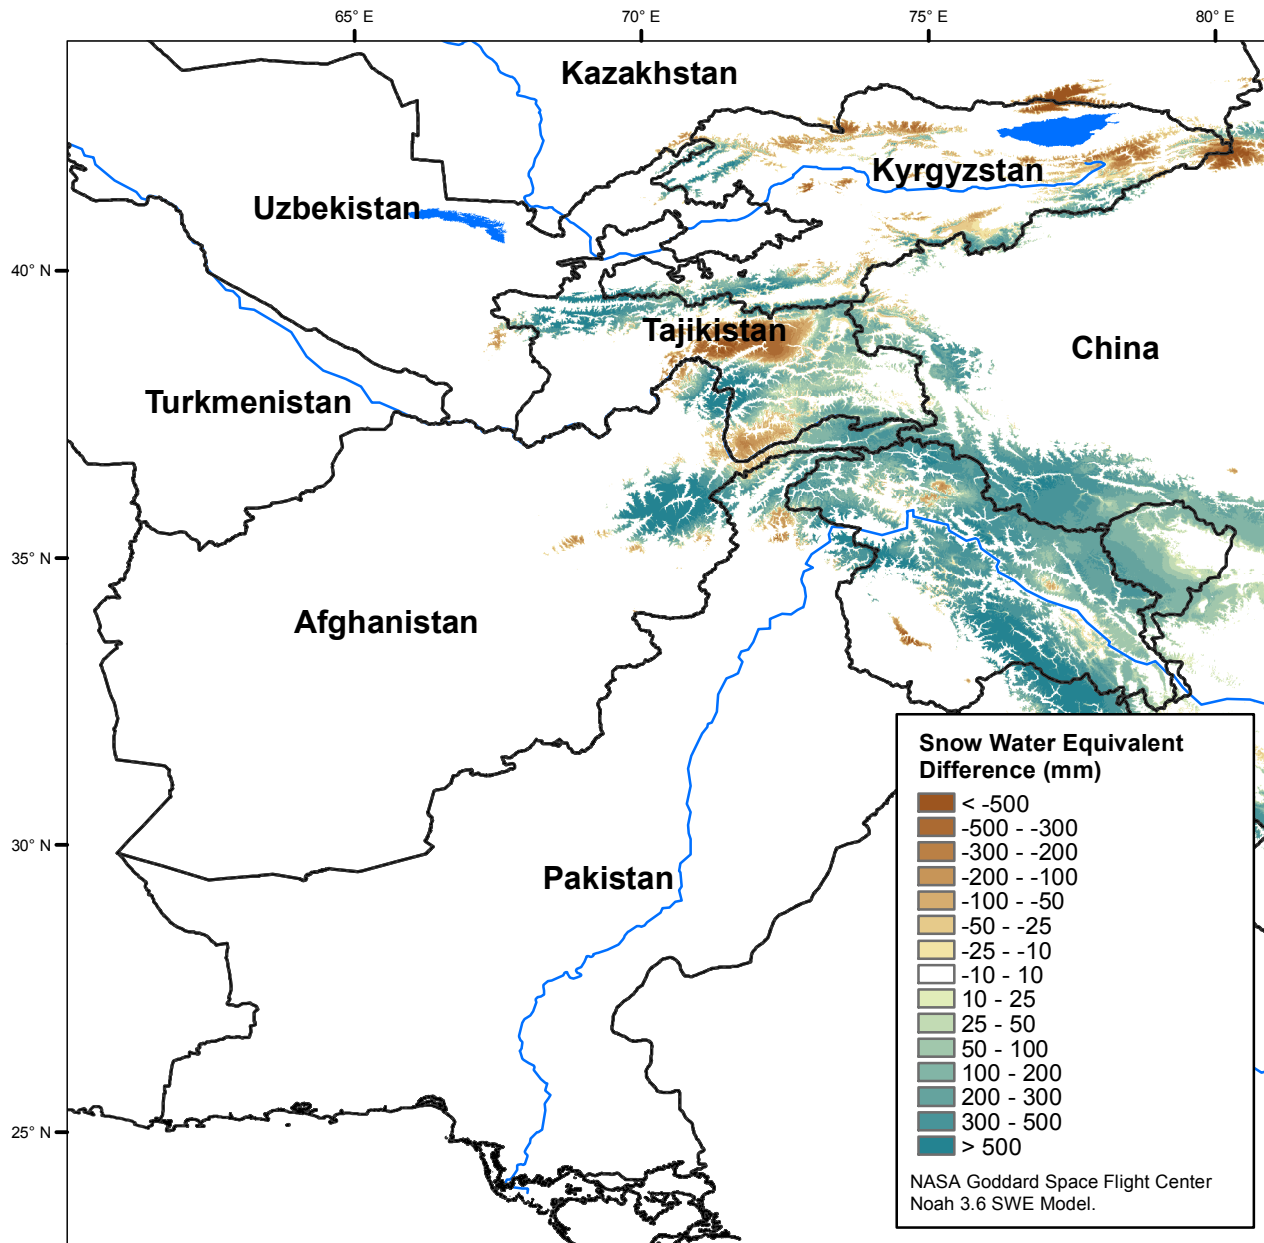 65° E
70° E
75° E
80° E
Kazakhstan
Kyrgyzstan
Uzbekistan
40° N
Tajikistan
China
Turkmenistan
35° N
Afghanistan
Snow Water Equivalent
Difference (mm)
< -500
-500 - -300
-300 - -200
-200 - -100
-100 - -50
-50 - -25
-25 - -10
-10 - 10
10 - 25
25 - 50
50 - 100
100 - 200
200 - 300
300 - 500
> 500
NASA Goddard Space Flight Center
Noah 3.6 SWE Model.
30° N
Pakistan
25° N